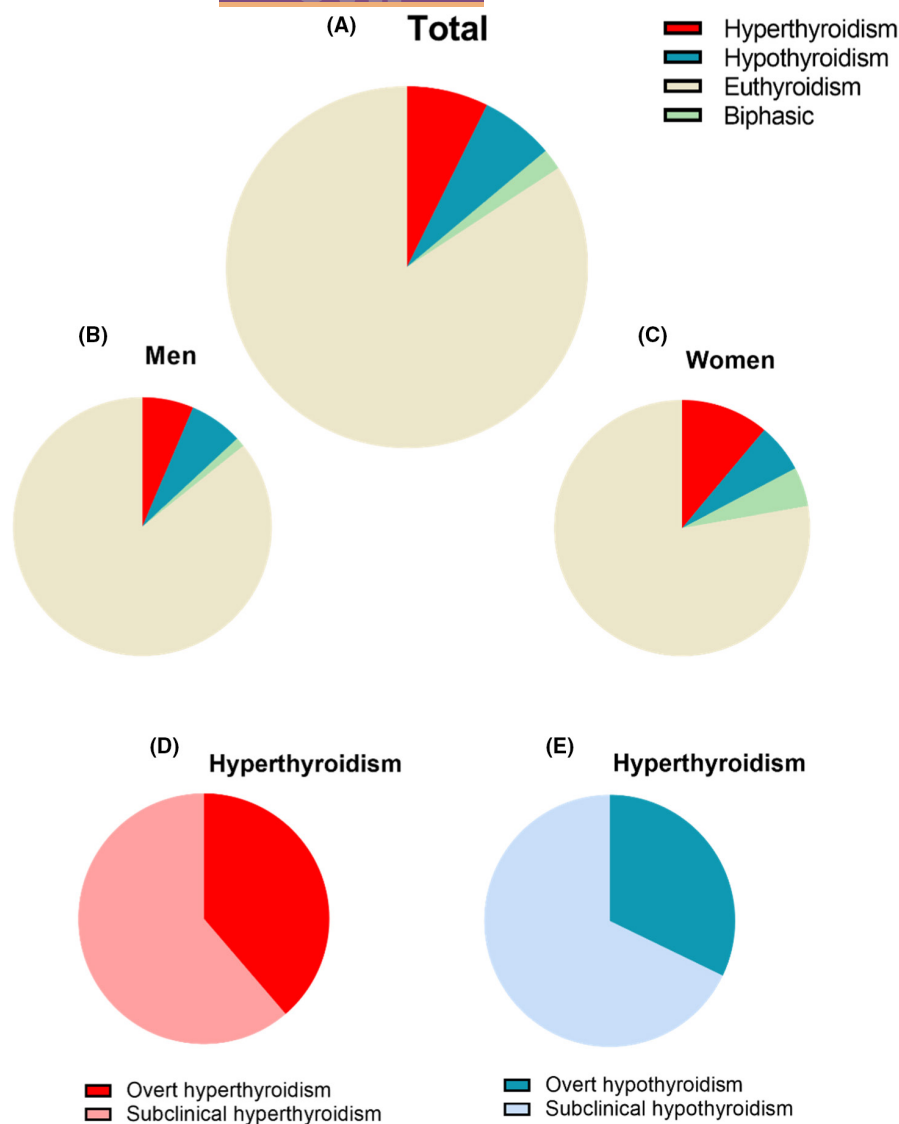 (A)
Total
Hyperthyroidism
Hypothyroidism
Euthyroidism
Biphasic
(B)
Men
(C)
Women
(D)
Hyperthyroidism
(E)
Hyperthyroidism
Overt hyperthyroidism
Subclinical hyperthyroidism
Overt hypothyroidism
Subclinical hypothyroidism